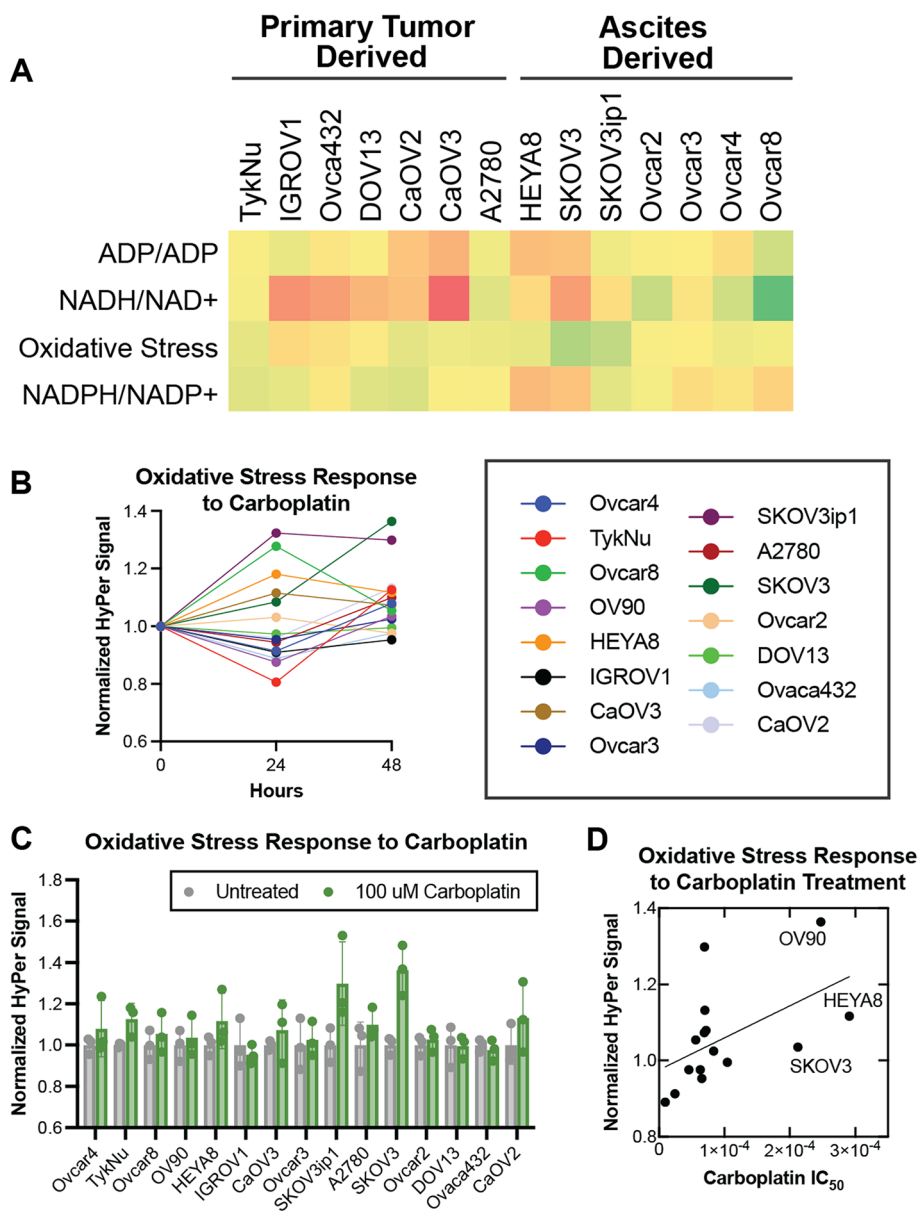 A
Primary Tumor
Derived
Ascites
Derived
TykNu
IGROV1
Ovca432
DOV13
CaOV2
CaOV3
A2780
HEYA8
SKOV3
SKOV3ip1
Ovcar2
Ovcar3
Ovcar4
Ovcar8
ADP/ADP
NADH/NAD+
Oxidative Stress
NADPH/NADP+
B
Oxidative Stress Response
to Carboplatin
Normalized HyPer Signal
1.4
1.2
1.0
0.8
0.6
0
24
48
Hours
Ovcar4
TykNu
Ovcar8
OV90
HEYA8
IGROV1
CaOV3
Ovcar3
SKOV3ip1
A2780
SKOV3
Ovcar2
DOV13
Ovaca432
CaOV2
C
Oxidative Stress Response to Carboplatin
Untreated
100 uM Carboplatin
Normalized HyPer Signal
1.8
1.6
1.4
1.2
1.0
0.8
0.6
Ovcar4
TykNu
Ovcar8
OV90
HEYA8
IGROV1
CaOV3
Ovcar3
SKOV3ip1
A2780
SKOV3
Ovcar2
DOV13
Ovaca432
CaOV2
D
Oxidative Stress Response
to Carboplatin Treatment
Normalized HyPer Signal
1.4
1.2
1.0
0.8
OV90
HEYA8
SKOV3
0
1×10⁻⁴
2×10⁻⁴
3×10⁻⁴
Carboplatin IC₅₀